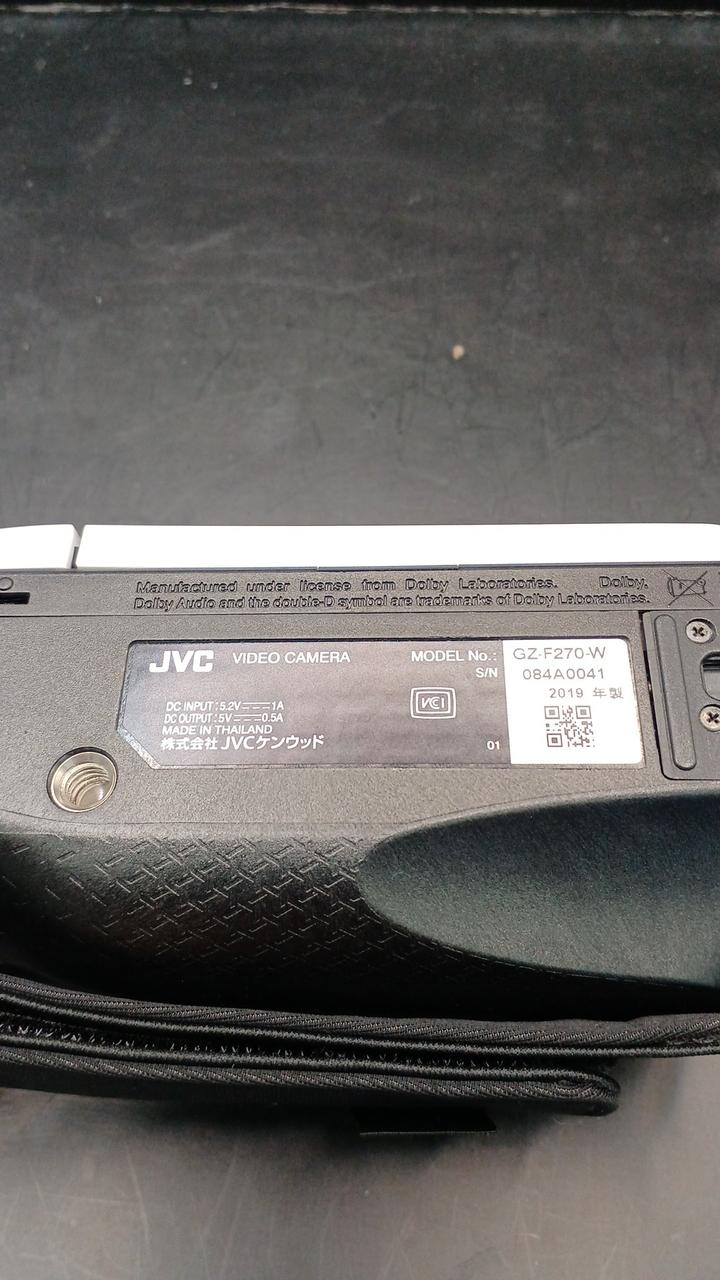 Manufactured under license from Dolby Laboratories. Dolby,
Dolby Audio and the double-D symbol are trademarks of Dolby Laboratories.
JVC VIDEO CAMERA MODEL No.: GZ-F270-W
S/N 084A0041
2019 年製
DC INPUT : 5.2V⎓1A
DC OUTPUT : 5V⎓0.5A
VCCI
MADE IN THAILAND
株式会社 JVCケンウッド
01